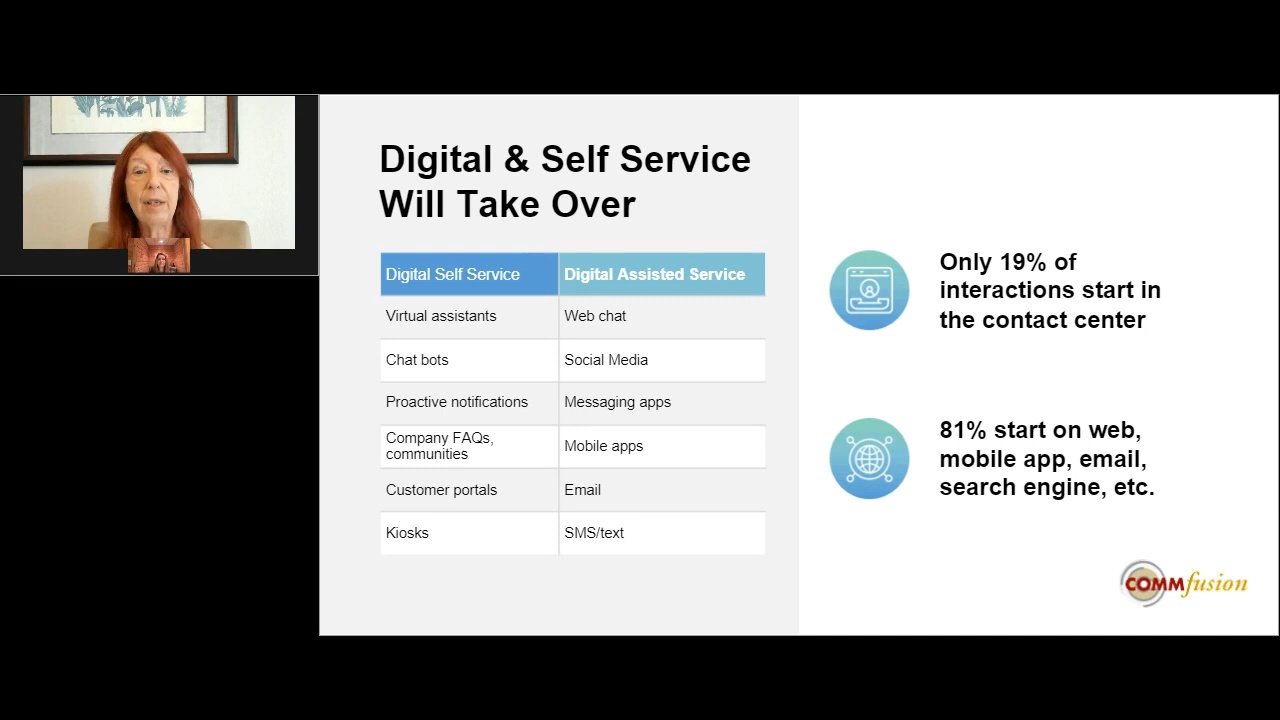 Digital & Self Service
Will Take Over
Digital Self Service
Digital Assisted Service
Virtual assistants
Web chat
Chat bots
Social Media
Proactive notifications
Messaging apps
Company FAQs,
communities
Mobile apps
Customer portals
Email
Kiosks
SMS/text
Only 19% of
interactions start in
the contact center
81% start on web,
mobile app, email,
search engine, etc.
COMMfusion